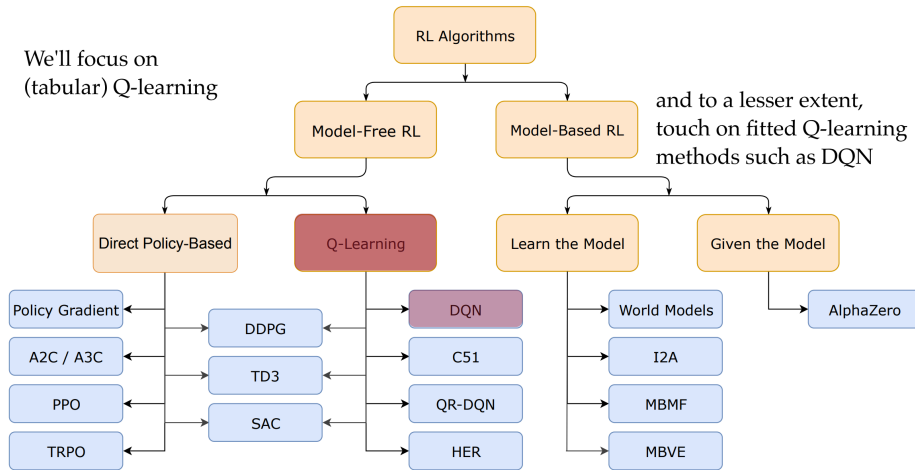 RL Algorithms
We'll focus on
(tabular) Q-learning
Model-Free RL
Model-Based RL
and to a lesser extent,
touch on fitted Q-learning
methods such as DQN
Direct Policy-Based
Q-Learning
Learn the Model
Given the Model
Policy Gradient
DDPG
DQN
World Models
AlphaZero
A2C / A3C
TD3
C51
I2A
PPO
SAC
QR-DQN
MBMF
TRPO
HER
MBVE